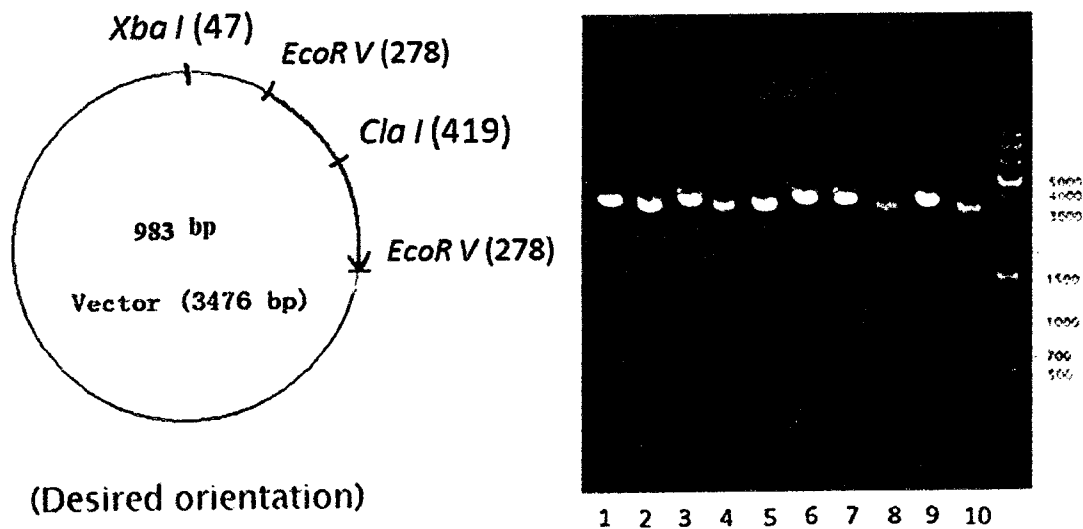 Xba I (47)
EcoR V (278)
Cla I (419)
983 bp
EcoR V (278)
Vector (3476 bp)
(Desired orientation)
5000
4000
3500
1500
1000
700
500
1 2 3 4 5 6 7 8 9 10